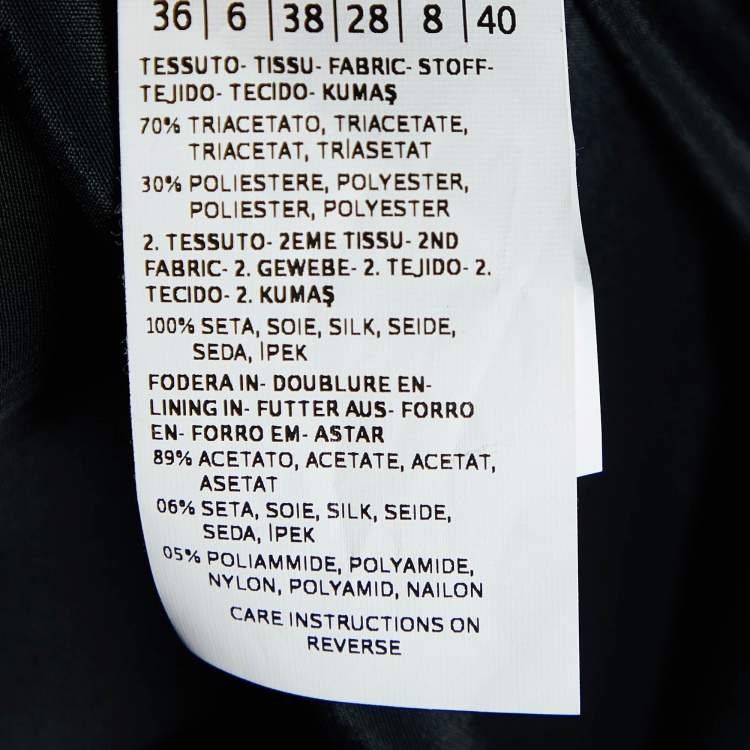 36 | 6 | 38 | 28 | 8 | 40
TESSUTO- TISSU- FABRIC- STOFF-
TEJIDO- TECIDO- KUMAŞ
70% TRIACETATO, TRIACETATE,
TRIACETAT, TRİASETAT
30% POLIESTERE, POLYESTER,
POLIESTER, POLYESTER
2. TESSUTO- 2EME TISSU- 2ND
FABRIC- 2. GEWEBE- 2. TEJIDO- 2.
TECIDO- 2. KUMAŞ
100% SETA, SOIE, SILK, SEIDE,
SEDA, İPEK
FODERA IN- DOUBLURE EN-
LINING IN- FUTTER AUS- FORRO
EN- FORRO EM- ASTAR
89% ACETATO, ACETATE, ACETAT,
ASETAT
06% SETA, SOIE, SILK, SEIDE,
SEDA, İPEK
05% POLIAMMIDE, POLYAMIDE,
NYLON, POLYAMID, NAILON
CARE INSTRUCTIONS ON
REVERSE